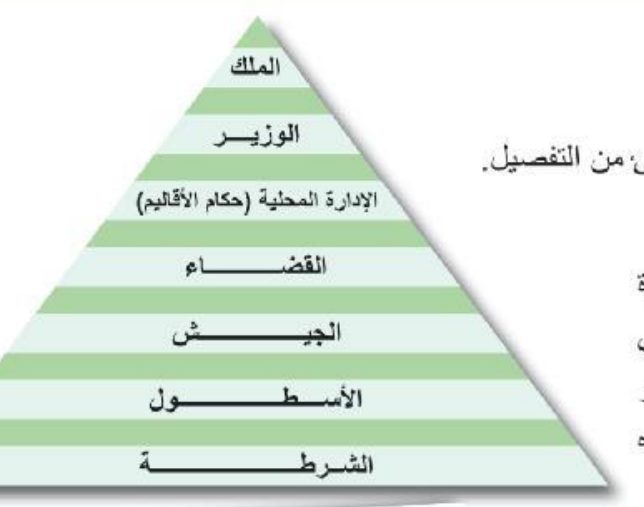 الملك
الوزير
من التفصيل.
الإدارة المحلية (حكام الأقاليم)
القضاء
الجيش
الأسطول
الشرطة